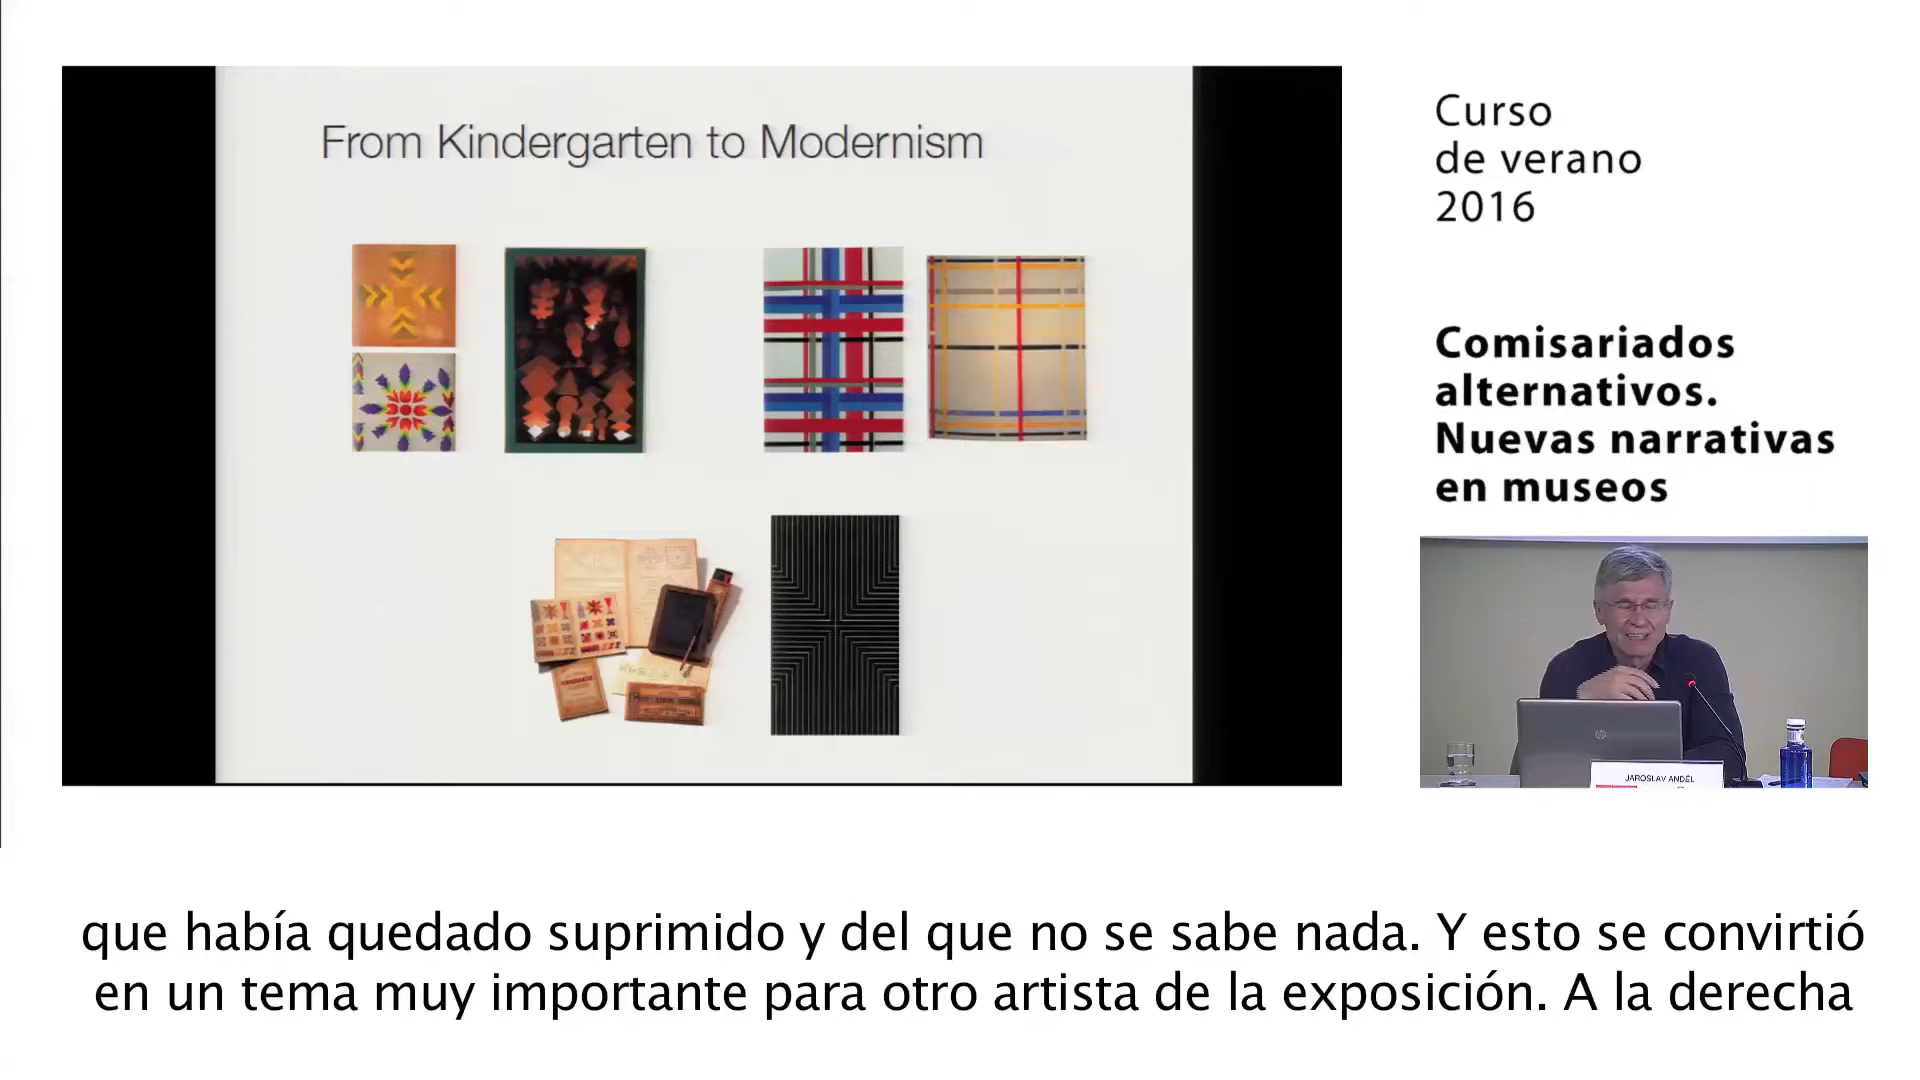 From Kindergarten to Modernism
Curso
de verano
2016
Comisariados
alternativos.
Nuevas narrativas
en museos
hp
JAROSLAV ANDĚL
que había quedado suprimido y del que no se sabe nada. Y esto se convirtió
en un tema muy importante para otro artista de la exposición. A la derecha